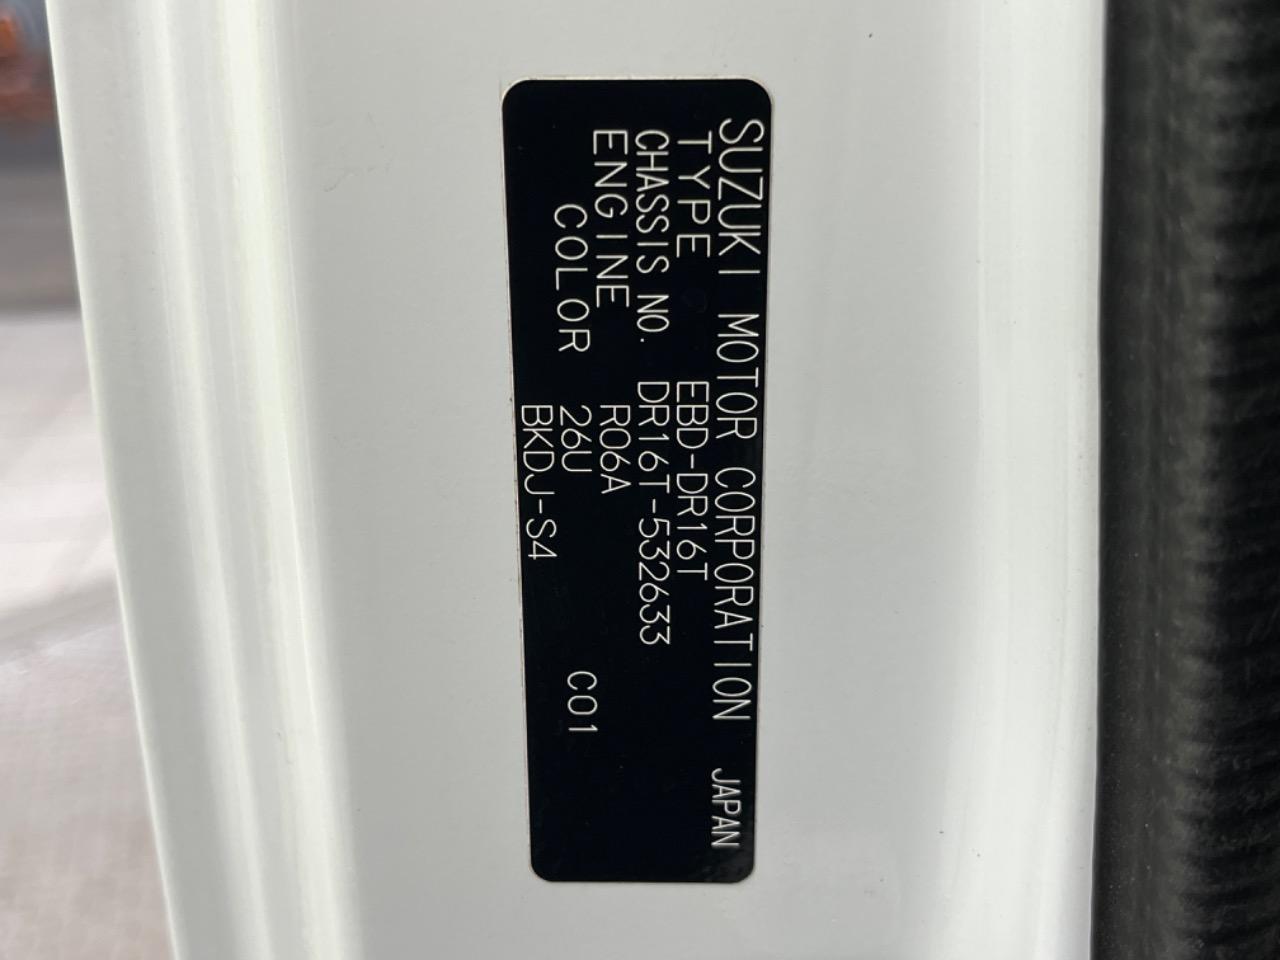 SUZUKI MOTOR CORPORATION JAPAN
TYPE EBD-DR16T
CHASSIS NO. DR16T-532633
ENGINE R06A
COLOR 26U C01
BKDJ-S4